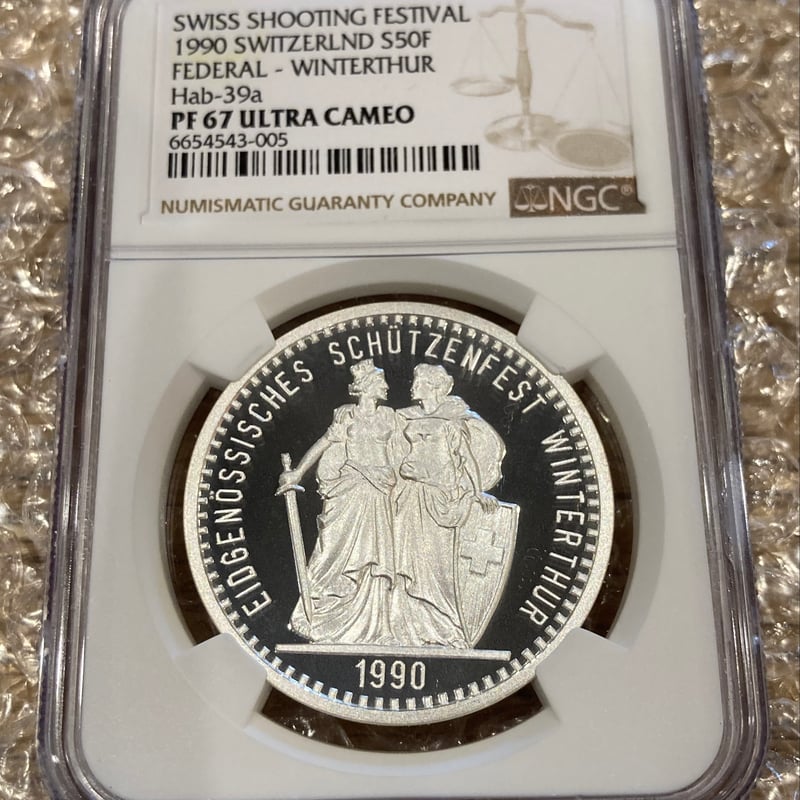 SWISS SHOOTING FESTIVAL
1990 SWITZERLND S50F
FEDERAL - WINTERTHUR
Hab-39a
PF 67 ULTRA CAMEO
6654543-005
NUMISMATIC GUARANTY COMPANY
NGC®
EIDGENÖSSISCHES SCHÜTZENFEST WINTERTHUR
1990